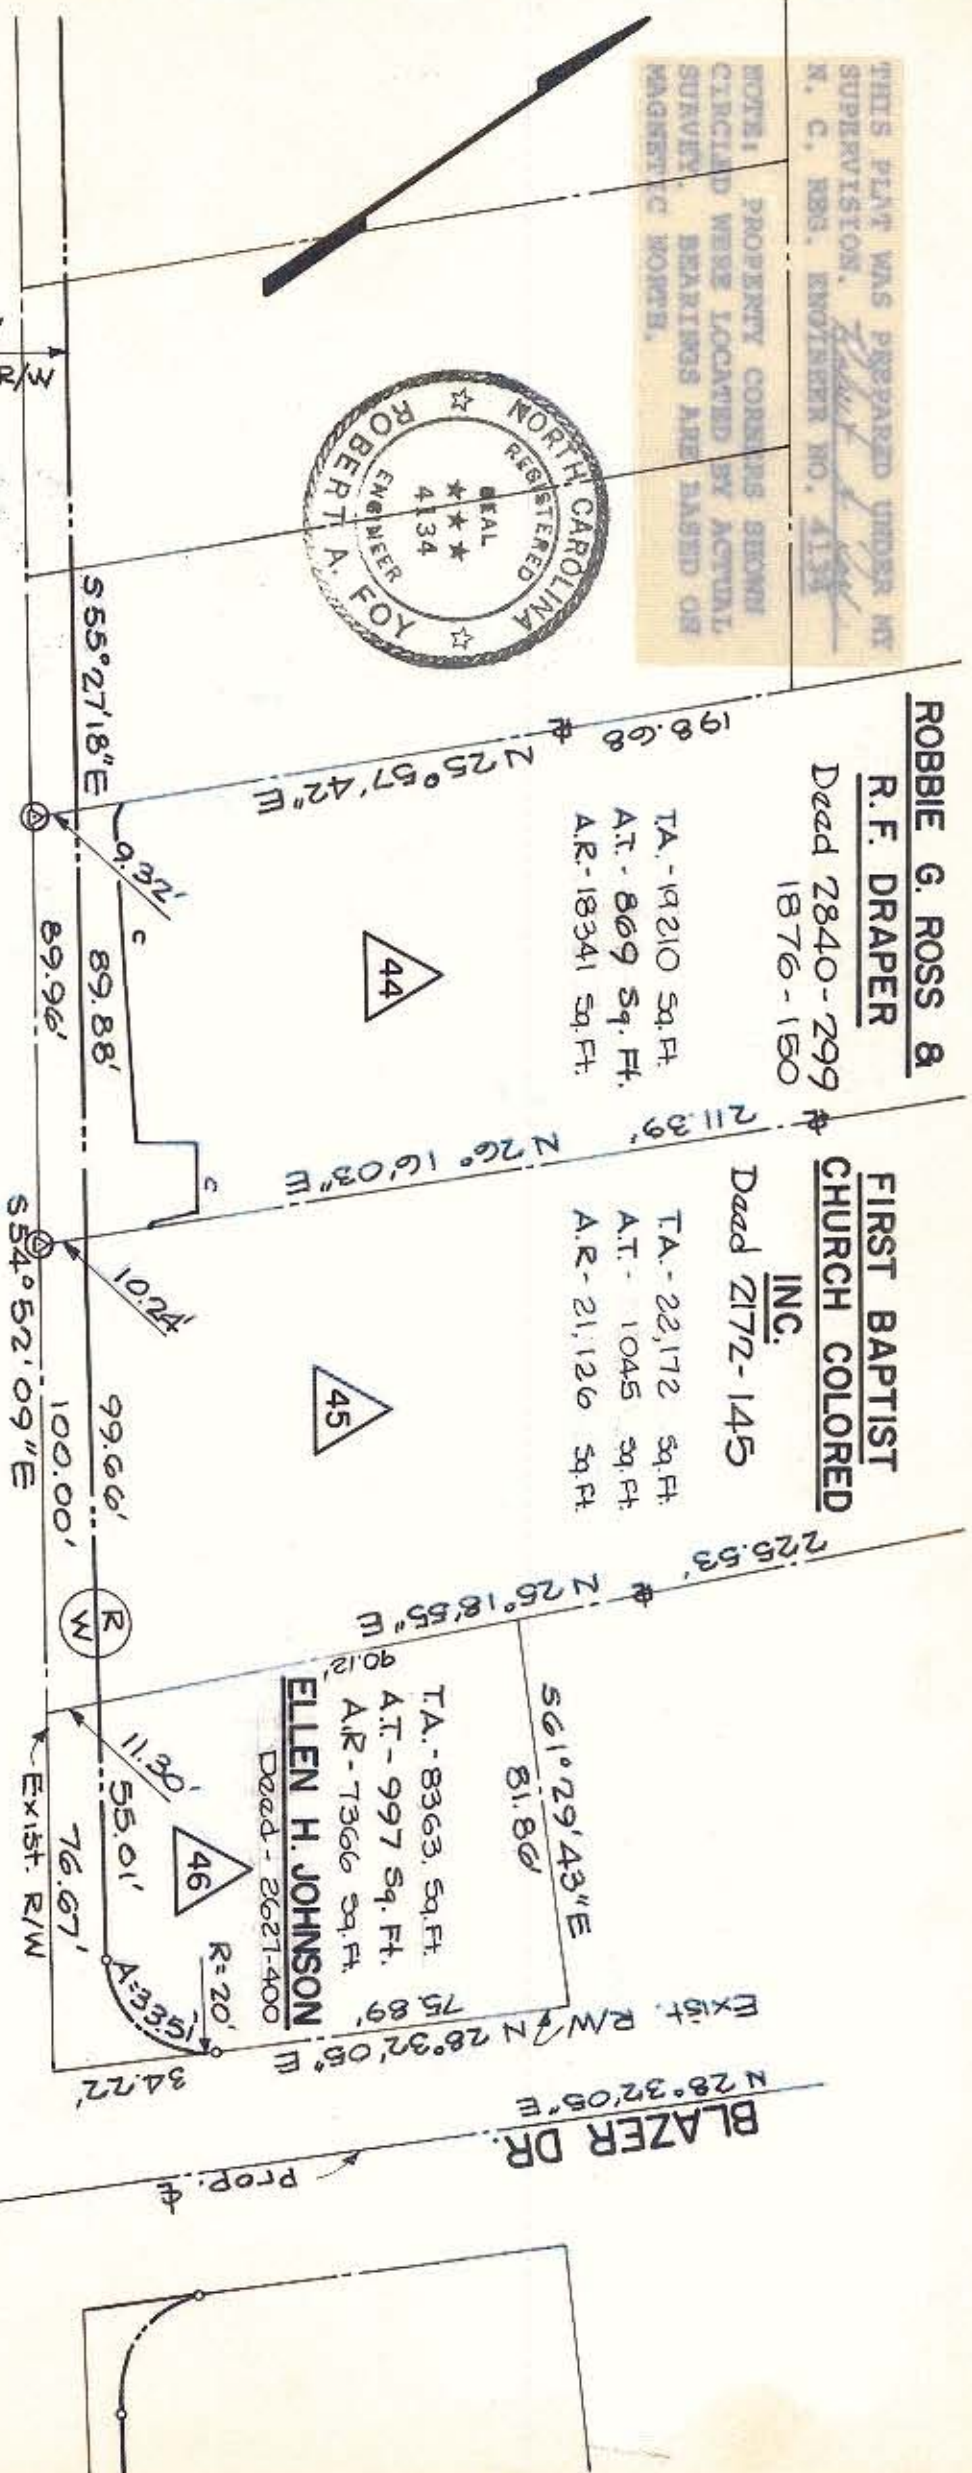 THIS PLAT WAS PREPARED UNDER MY
SUPERVISION.
N. C. REG. ENGINEER NO. 4134
NOTE: PROPERTY CORNERS SHOWN
CIRCLED WERE LOCATED BY ACTUAL
SURVEY. BEARINGS ARE BASED ON
MAGNETIC NORTH.
NORTH CAROLINA
REGISTERED
SEAL
4134
ENGINEER
ROBERT A. FOY
R/W
ROBBIE G. ROSS &
R.F. DRAPER
Deed 2840-299
1876-150
T.A.-19210 Sq.Ft.
A.T.-869 Sq. Ft.
A.R.-18341 Sq.Ft.
44
198.68
N 25°57'42"E
S 55°27'18"E
9.32'
C
89.88'
89.96'
C
211.39'
N 26°16'03"E
FIRST BAPTIST
CHURCH COLORED
INC.
Deed 2172-145
T.A.-22,172 Sq.Ft.
A.T.- 1045 Sq.Ft.
A.R-21,126 Sq.Ft.
45
10.24'
99.66'
100.00'
S 54°52'09"E
R
W
225.53'
N 25°18'55"E
90.12'
S61°29'43"E
81.86'
T.A.-8363. Sq.Ft.
A.T.-997 Sq. Ft.
A.R-7366 Sq.Ft.
ELLEN H. JOHNSON
Deed-2627-400
46
11.30'
55.01'
76.67'
Exist. R/W
A=33.51'
R=20'
34.22'
75.89'
N 28°32'05"E
Exist. R/W
N 28°32'05"E
BLAZER DR.
Prop. ℄